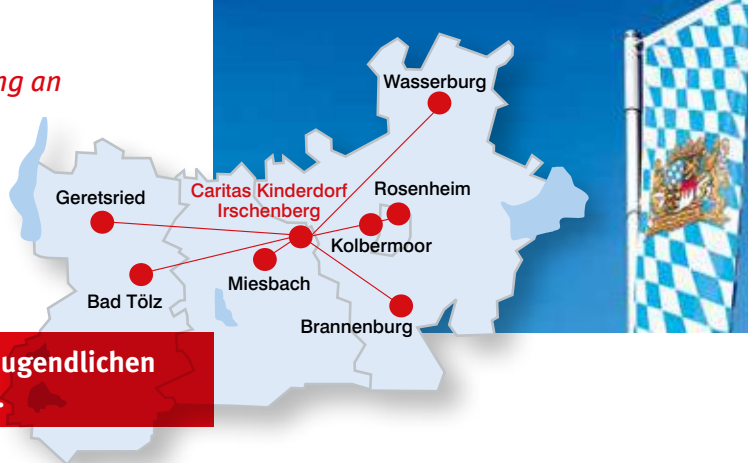 ng an
Wasserburg
Geretsried
Caritas Kinderdorf
Irschenberg
Rosenheim
Kolbermoor
Miesbach
Bad Tölz
Brannenburg
ugendlichen
.